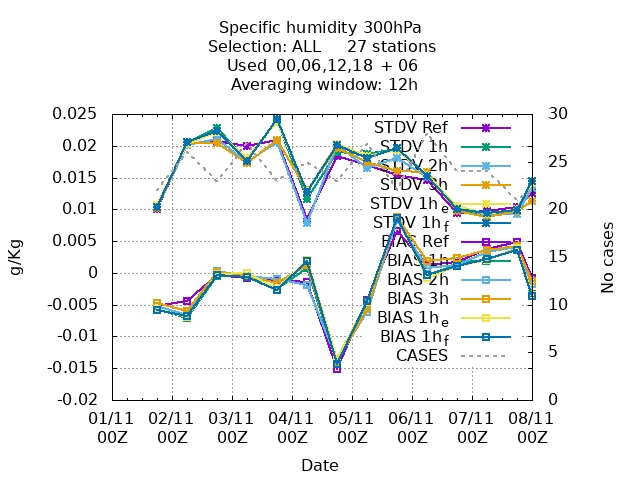 Specific humidity 300hPa
Selection: ALL 27 stations
Used 00,06,12,18 + 06
Averaging window: 12h
0.025 30
STDV Ref
0.02 25
STDV 1h
STDV 2h
0.015
STDV 3h
0.01 20
STDV 1he
STDV 1hf
0.005 15
BIAS Ref
BIAS 1h
0
BIAS 2h
-0.005 10
BIAS 3h
BIAS 1he
-0.01
BIAS 1hf
-0.015 5
CASES
-0.02 0
g/Kg
No cases
01/11 02/11 03/11 04/11 05/11 06/11 07/11 08/11
00Z 00Z 00Z 00Z 00Z 00Z 00Z 00Z
Date